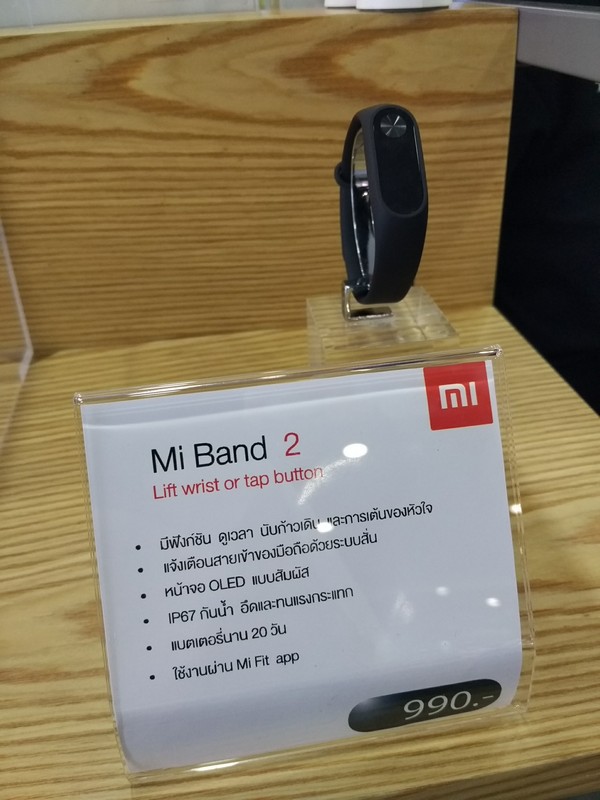 mi
Mi Band 2
Lift wrist or tap button
• มีฟังก์ชัน ดูเวลา นับก้าวเดิน และการเต้นของหัวใจ
• แจ้งเตือนสายเข้าของมือถือด้วยระบบสั่น
• หน้าจอ OLED แบบสัมผัส
• IP67 กันน้ำ อึดและทนแรงกระแทก
• แบตเตอรี่นาน 20 วัน
• ใช้งานผ่าน Mi Fit app
990.-